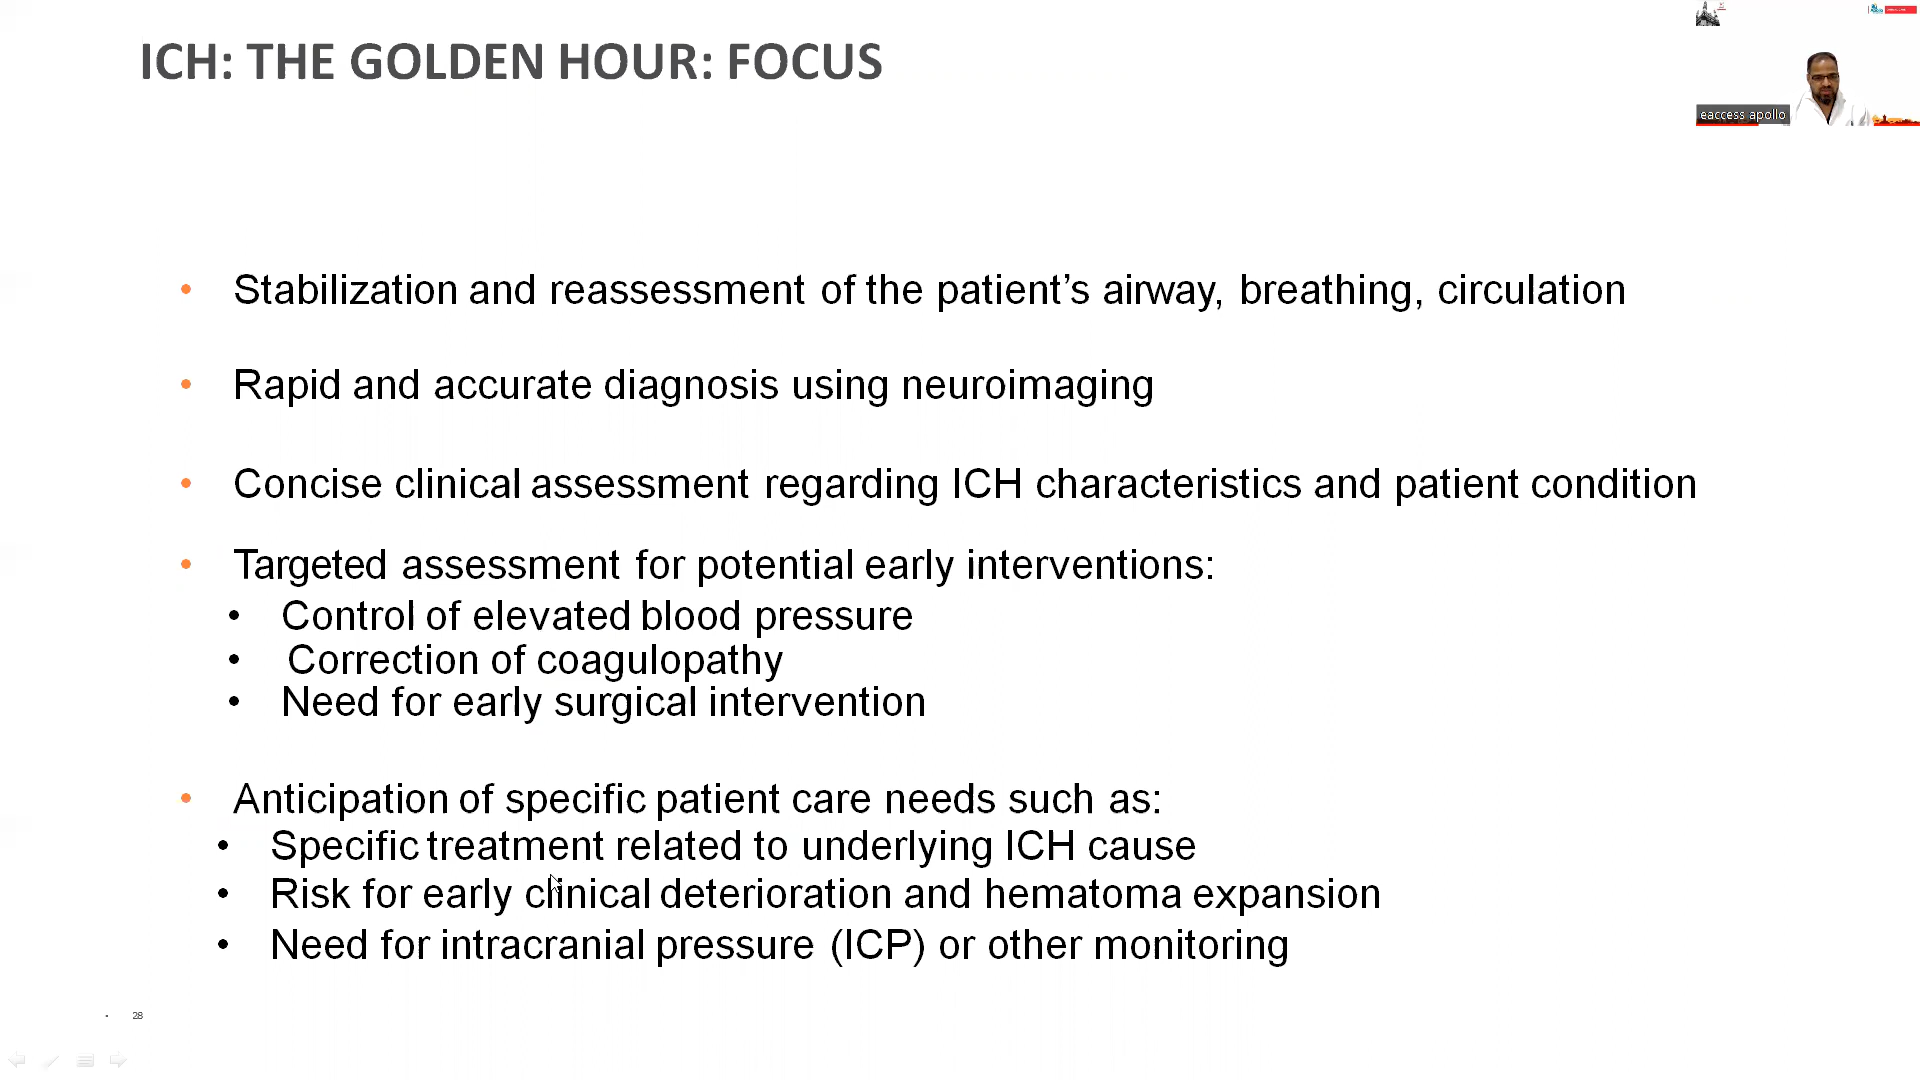 ICH: THE GOLDEN HOUR: FOCUS
eaccess apollo
• Stabilization and reassessment of the patient’s airway, breathing, circulation
• Rapid and accurate diagnosis using neuroimaging
• Concise clinical assessment regarding ICH characteristics and patient condition
• Targeted assessment for potential early interventions:
• Control of elevated blood pressure
• Correction of coagulopathy
• Need for early surgical intervention
• Anticipation of specific patient care needs such as:
• Specific treatment related to underlying ICH cause
• Risk for early clinical deterioration and hematoma expansion
• Need for intracranial pressure (ICP) or other monitoring
• 28